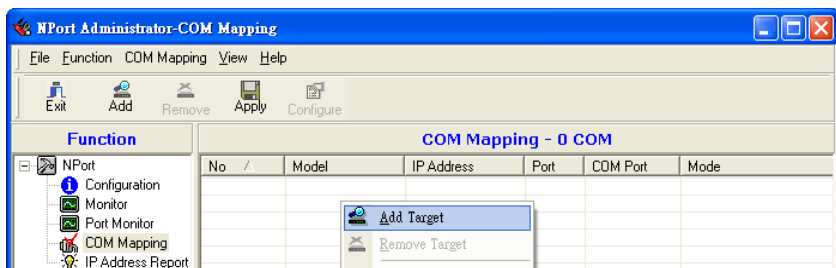 NPort Administrator-COM Mapping
File Function COM Mapping View Help
Exit Add Remove Apply Configure
Function
COM Mapping - 0 COM
NPort
Configuration
Monitor
Port Monitor
COM Mapping
IP Address Report
No Model IP Address Port COM Port Mode
Add Target
Remove Target